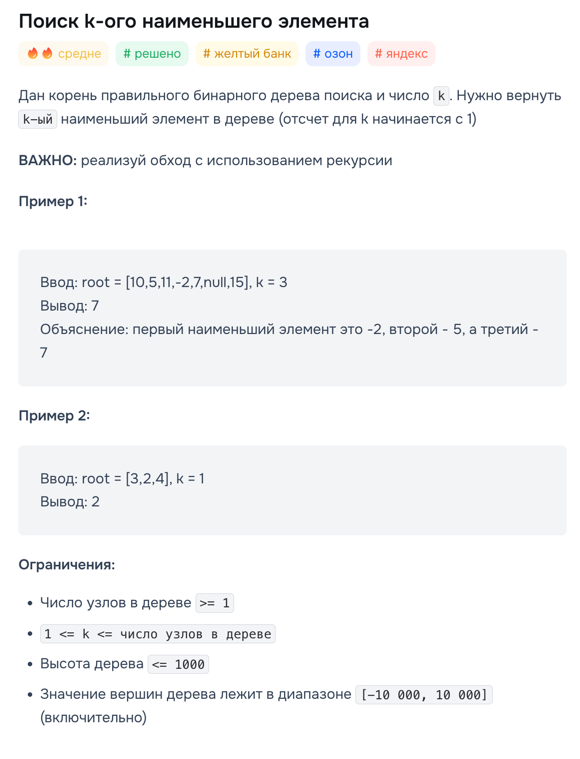 Поиск k-ого наименьшего элемента
🔥🔥 средне # решено # желтый банк # озон # яндекс
Дан корень правильного бинарного дерева поиска и число k. Нужно вернуть
k-ый наименьший элемент в дереве (отсчет для k начинается с 1)
ВАЖНО: реализуй обход с использованием рекурсии
Пример 1:
Ввод: root = [10,5,11,-2,7,null,15], k = 3
Вывод: 7
Объяснение: первый наименьший элемент это -2, второй - 5, а третий -
7
Пример 2:
Ввод: root = [3,2,4], k = 1
Вывод: 2
Ограничения:
• Число узлов в дереве >= 1
• 1 <= k <= число узлов в дереве
• Высота дерева <= 1000
• Значение вершин дерева лежит в диапазоне [-10 000, 10 000]
(включительно)